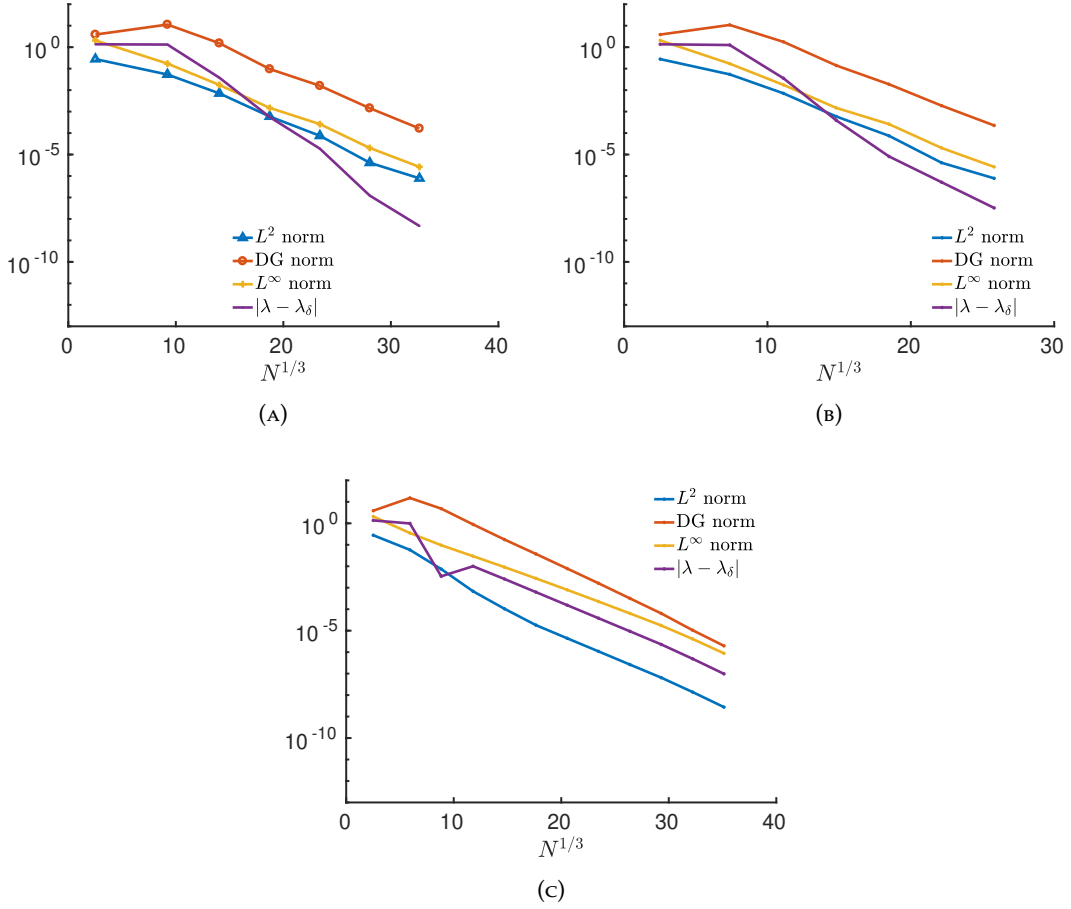 10^0
10^{-5}
10^{-10}
0 10 20 30 40
N^{1/3}
L^2 norm
DG norm
L^∞ norm
|λ − λ_δ|
(A)
10^0
10^{-5}
10^{-10}
0 10 20 30
N^{1/3}
L^2 norm
DG norm
L^∞ norm
|λ − λ_δ|
(B)
10^0
10^{-5}
10^{-10}
0 10 20 30 40
N^{1/3}
L^2 norm
DG norm
L^∞ norm
|λ − λ_δ|
(C)